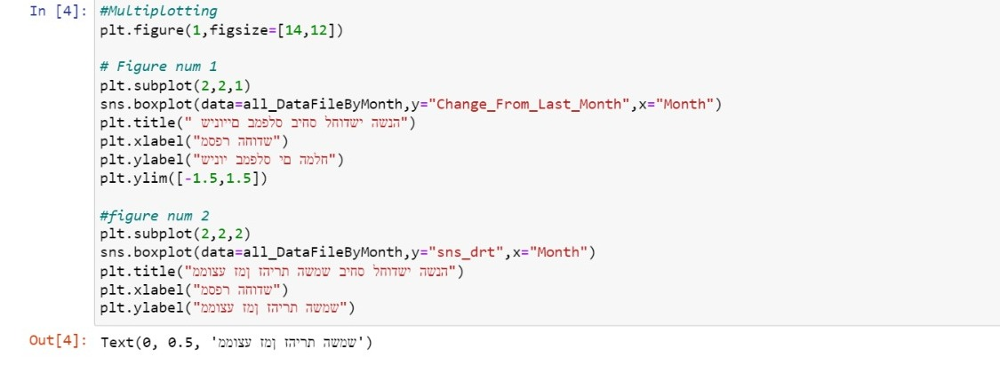 In [4]: #Multiplotting
plt.figure(1,figsize=[14,12])
# Figure num 1
plt.subplot(2,2,1)
sns.boxplot(data=all_DataFileByMonth,y="Change_From_Last_Month",x="Month")
plt.title(" הנשה ישדוחל סחיב סלפמב םייוניש")
plt.xlabel("שדוחה רפסמ")
plt.ylabel("חלמה םי סלפמב יוניש")
plt.ylim([-1.5,1.5])
#figure num 2
plt.subplot(2,2,2)
sns.boxplot(data=all_DataFileByMonth,y="sns_drt",x="Month")
plt.title("הנשה ישדוחל סחיב שמשה תריהז ןמז עצוממ")
plt.xlabel("שדוחה רפסמ")
plt.ylabel("שמשה תריהז ןמז עצוממ")
Out[4]: Text(0, 0.5, 'שמשה תריהז ןמז עצוממ')